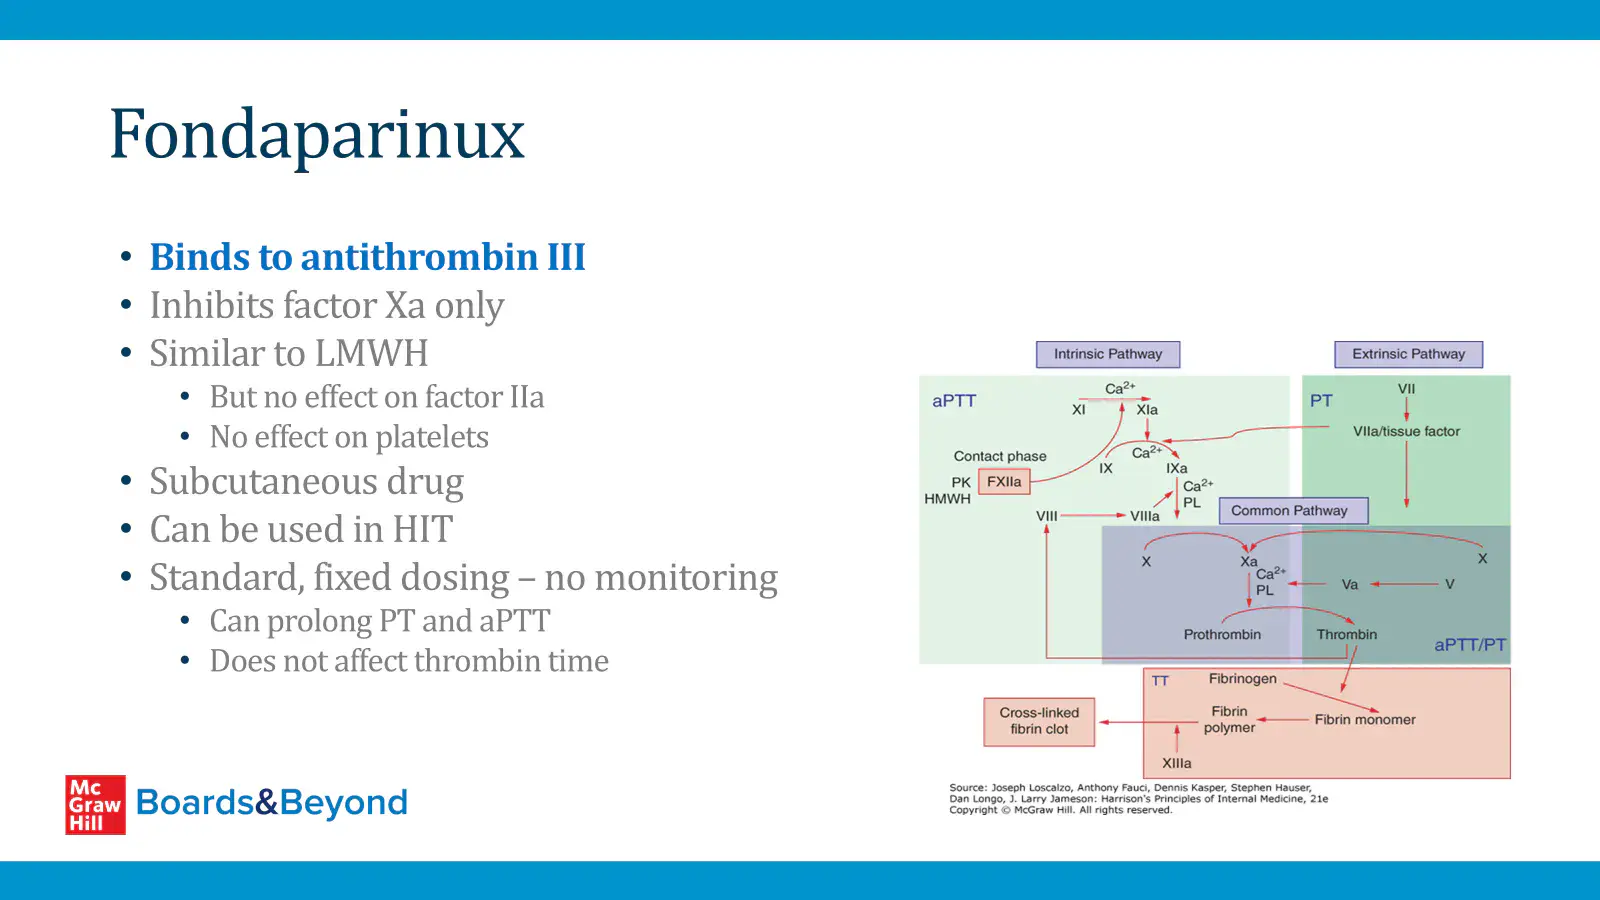 Fondaparinux
• Binds to antithrombin III
• Inhibits factor Xa only
• Similar to LMWH
• But no effect on factor IIa
• No effect on platelets
• Subcutaneous drug
• Can be used in HIT
• Standard, fixed dosing – no monitoring
• Can prolong PT and aPTT
• Does not affect thrombin time
Intrinsic Pathway
Extrinsic Pathway
aPTT
Ca2+
XI
XIa
PT
VII
VIIa/tissue factor
Contact phase
PK
HMWH
FXIIa
IX
Ca2+
IXa
Ca2+
PL
VIII
VIIIa
Common Pathway
X
Xa
X
Ca2+
PL
Va
V
Prothrombin
Thrombin
aPTT/PT
TT
Fibrinogen
Cross-linked
fibrin clot
Fibrin
polymer
Fibrin monomer
XIIIa
Source: Joseph Loscalzo, Anthony Fauci, Dennis Kasper, Stephen Hauser,
Dan Longo, J. Larry Jameson: Harrison's Principles of Internal Medicine, 21e
Copyright © McGraw Hill. All rights reserved.
Mc
Graw
Hill
Boards&Beyond